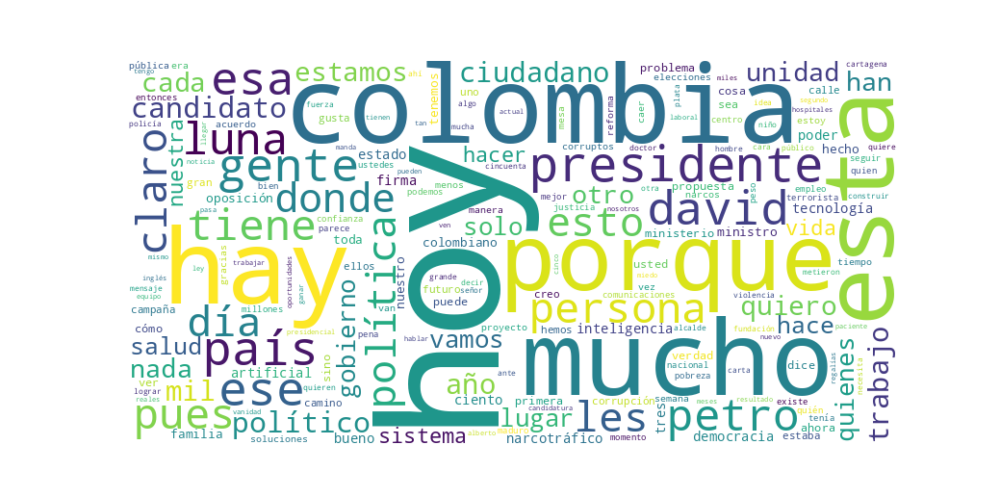 pública era
tengo
cada
esa
estamos
colombia
ciudadano
problema
elecciones miles
unidad
cartagena
han
entonces
candidato
fuerza
gusta
tenemos
uno
algo
actual
mesa
caer
reforma
plata
cosa
sea
idea
calle
segundo
hospitales
policía
llegar
acuerdo
luna
tienen
tan
mucha
corruptos
laboral
centro
niño
estoy
poder
hecho
quiere
claro
nuestra
noticia
gente
estado
ustedes
manda
pueden
hacer
cincuenta
doctor
presidente
hombre
cara
público
seguir
quien
esta
gran
oposición
bien
donde
firma
podemos
menos
mejor
otro
propuesta
narcos
peso
empleo
terrorista
construir
tecnología
pasa
tiene
confianza
parece
toda
política
hoy
manera
ven
solo
esto
justicia
otra
nosotros
david
ministerio
ministro
vida
mismo
gracias
hay
trabajar
ellos
nuestro
colombiano
porque
cinco
usted
miedo
vez
tiempo
inglés
ley
oportunidades
ganar
gobierno
grande
decir
futuro
señor
puede
creo
comunicaciones
violencia
metieron
mensaje
equipo
millones
van
persona
quiero
campaña
día
presidencial
pena
hablar
vamos
proyecto
hemos
inteligencia
alcalde
fundación
nuevo
hace
paciente
cómo
salud
país
sino
ante
mucho
verdad
nacional
pobreza
carta
dice
regalías
necesita
quienes
trabajo
nada
artificial
ver
lograr
reales
mil
ese
quieren
camino
año
ciento
primera
candidatura
corrupción
semana
meses
resultado
existe
quién
tenía
ahora
pues
vanidad
político
lugar
les
tres
petro
familia
soluciones
bueno
sistema
alberto
maduro
narcotráfico
momento
democracia
estaba